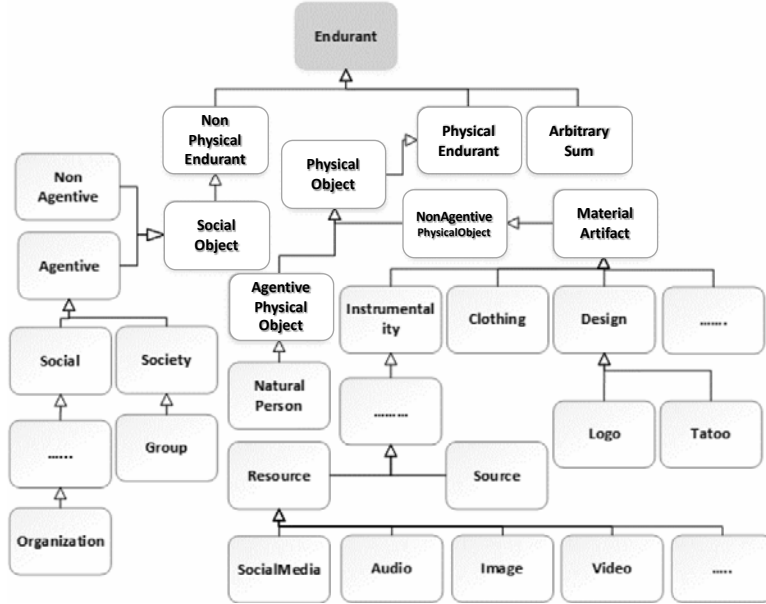 Endurant
Non
Physical
Endurant
Physical
Object
Physical
Endurant
Arbitrary
Sum
Non
Agentive
Social
Object
NonAgentive
PhysicalObject
Material
Artifact
Agentive
Agentive
Physical
Object
Instrumental
ity
Clothing
Design
…….
Social
Society
Natural
Person
………
…...
Group
Logo
Tatoo
Resource
Source
Organization
SocialMedia
Audio
Image
Video
…..